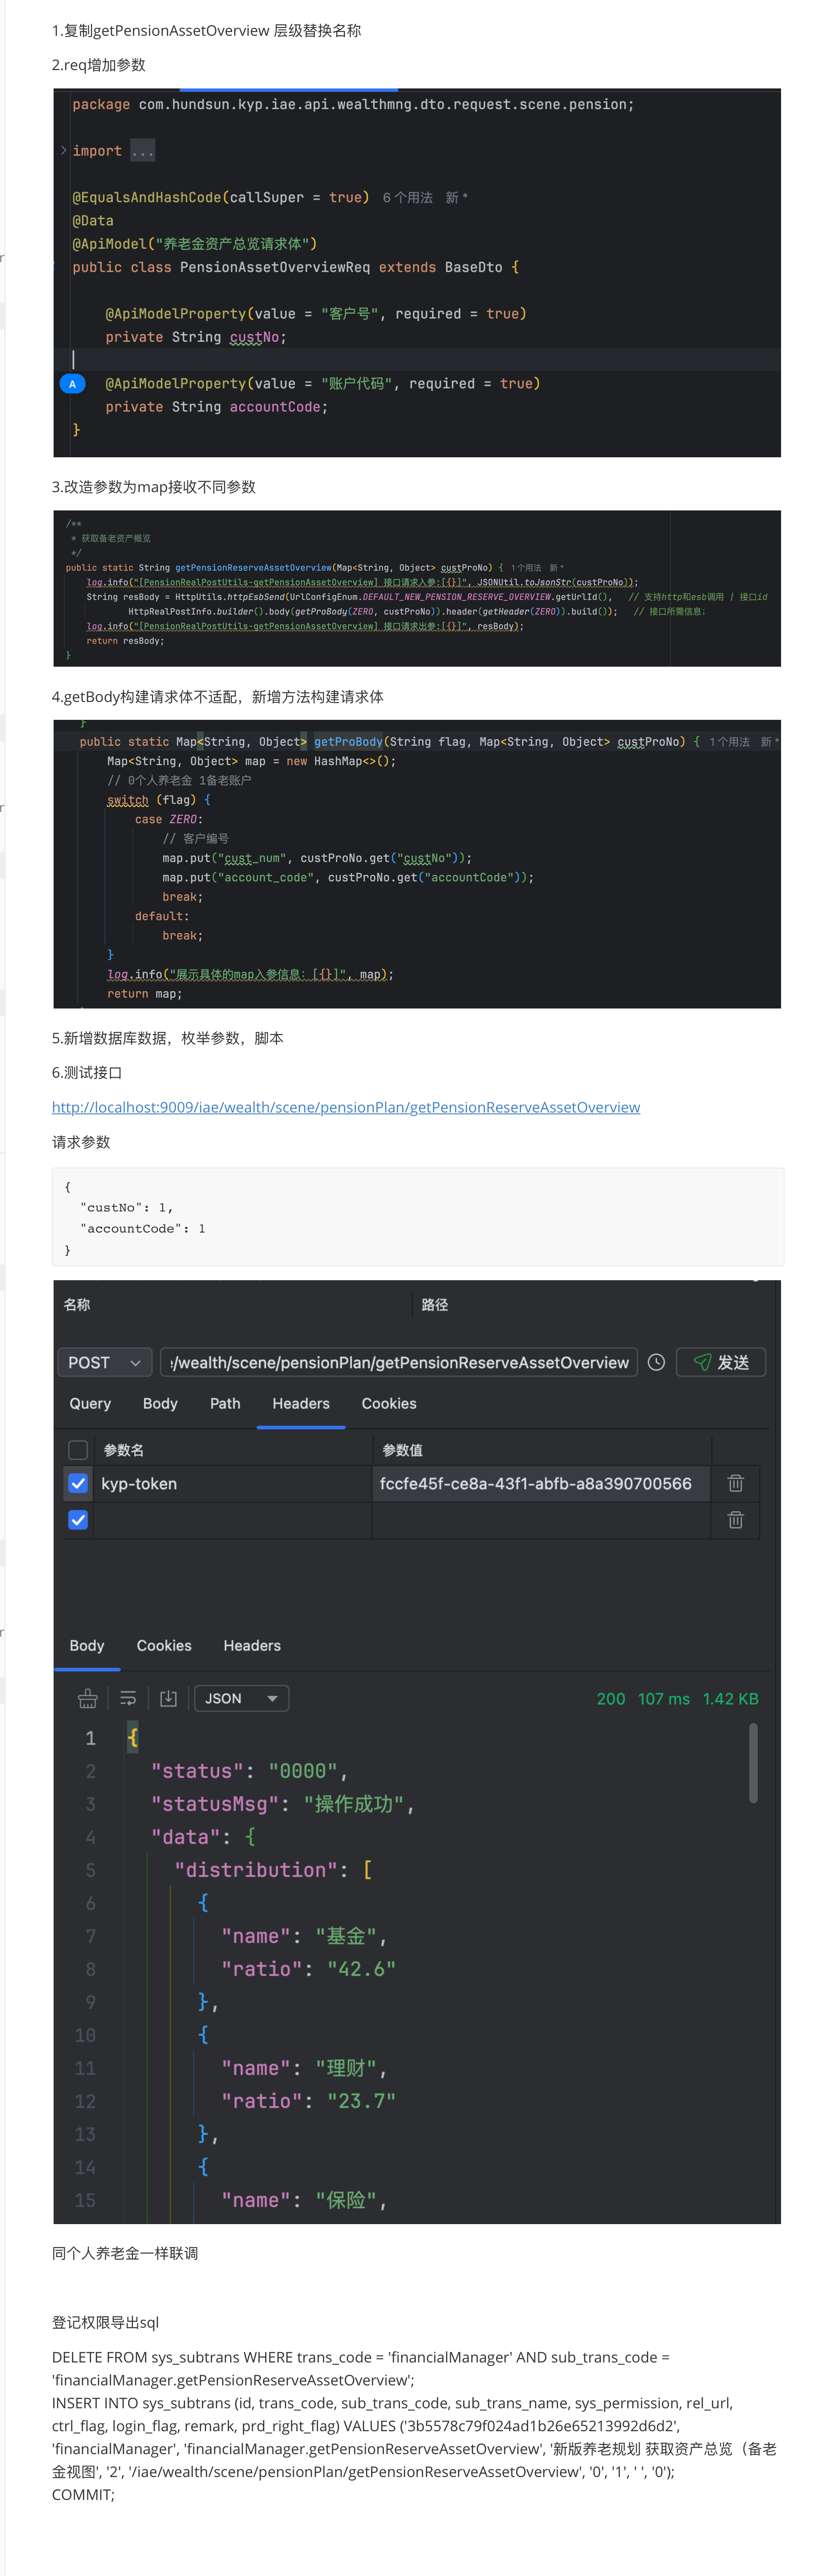 1.复制getPensionAssetOverview 层级替换名称
2.req增加参数
package com.hundsun.kyp.iae.api.wealthmng.dto.request.scene.pension;
import ...
@EqualsAndHashCode(callSuper = true) 6个用法 新 *
@Data
@ApiModel("养老金资产总览请求体")
public class PensionAssetOverviewReq extends BaseDto {
@ApiModelProperty(value = "客户号", required = true)
private String custNo;
A
@ApiModelProperty(value = "账户代码", required = true)
private String accountCode;
}
3.改造参数为map接收不同参数
/**
* 获取备老资产概览
*/
public static String getPensionReserveAssetOverview(Map<String, Object> custProNo) { 1个用法 新 *
log.info("[PensionRealPostUtils-getPensionAssetOverview] 接口请求入参:[{}]", JSONUtil.toJsonStr(custProNo));
String resBody = HttpUtils.httpEsbSend(UrlConfigEnum.DEFAULT_NEW_PENSION_RESERVE_OVERVIEW.getUrlId(), // 支持http和esb调用 | 接口id
HttpRealPostInfo.builder().body(getProBody(ZERO, custProNo)).header(getHeader(ZERO)).build()); // 接口所需信息;
log.info("[PensionRealPostUtils-getPensionAssetOverview] 接口请求出参:[{}]", resBody);
return resBody;
}
4.getBody构建请求体不适配，新增方法构建请求体
}
public static Map<String, Object> getProBody(String flag, Map<String, Object> custProNo) { 1个用法 新 *
Map<String, Object> map = new HashMap<>();
// 0个人养老金 1备老账户
switch (flag) {
case ZERO:
// 客户编号
map.put("cust_num", custProNo.get("custNo"));
map.put("account_code", custProNo.get("accountCode"));
break;
default:
break;
}
log.info("展示具体的map入参信息: [{}]", map);
return map;
5.新增数据库数据，枚举参数，脚本
6.测试接口
http://localhost:9009/iae/wealth/scene/pensionPlan/getPensionReserveAssetOverview
请求参数
{
"custNo": 1,
"accountCode": 1
}
名称 路径
POST :/wealth/scene/pensionPlan/getPensionReserveAssetOverview 发送
Query Body Path Headers Cookies
参数名 参数值
kyp-token fccfe45f-ce8a-43f1-abfb-a8a390700566
Body Cookies Headers
JSON 200 107 ms 1.42 KB
1 {
2 "status": "0000",
3 "statusMsg": "操作成功",
4 "data": {
5 "distribution": [
6 {
7 "name": "基金",
8 "ratio": "42.6"
9 },
10 {
11 "name": "理财",
12 "ratio": "23.7"
13 },
14 {
15 "name": "保险",
同个人养老金一样联调
登记权限导出sql
DELETE FROM sys_subtrans WHERE trans_code = 'financialManager' AND sub_trans_code =
'financialManager.getPensionReserveAssetOverview';
INSERT INTO sys_subtrans (id, trans_code, sub_trans_code, sub_trans_name, sys_permission, rel_url,
ctrl_flag, login_flag, remark, prd_right_flag) VALUES ('3b5578c79f024ad1b26e65213992d6d2',
'financialManager', 'financialManager.getPensionReserveAssetOverview', '新版养老规划 获取资产总览（备老
金视图', '2', '/iae/wealth/scene/pensionPlan/getPensionReserveAssetOverview', '0', '1', ' ', '0');
COMMIT;